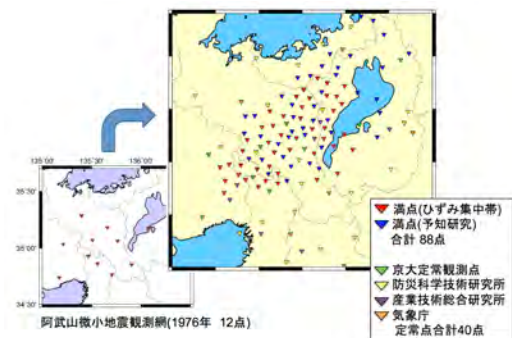 135°00'
135°30'
136°00'
35°30'
35°00'
34°30'
満点(ひずみ集中帯)
満点(予知研究)
合計 88点
京大定常観測点
防災科学技術研究所
産業技術総合研究所
気象庁
定常点合計40点
阿武山微小地震観測網(1976年 12点)